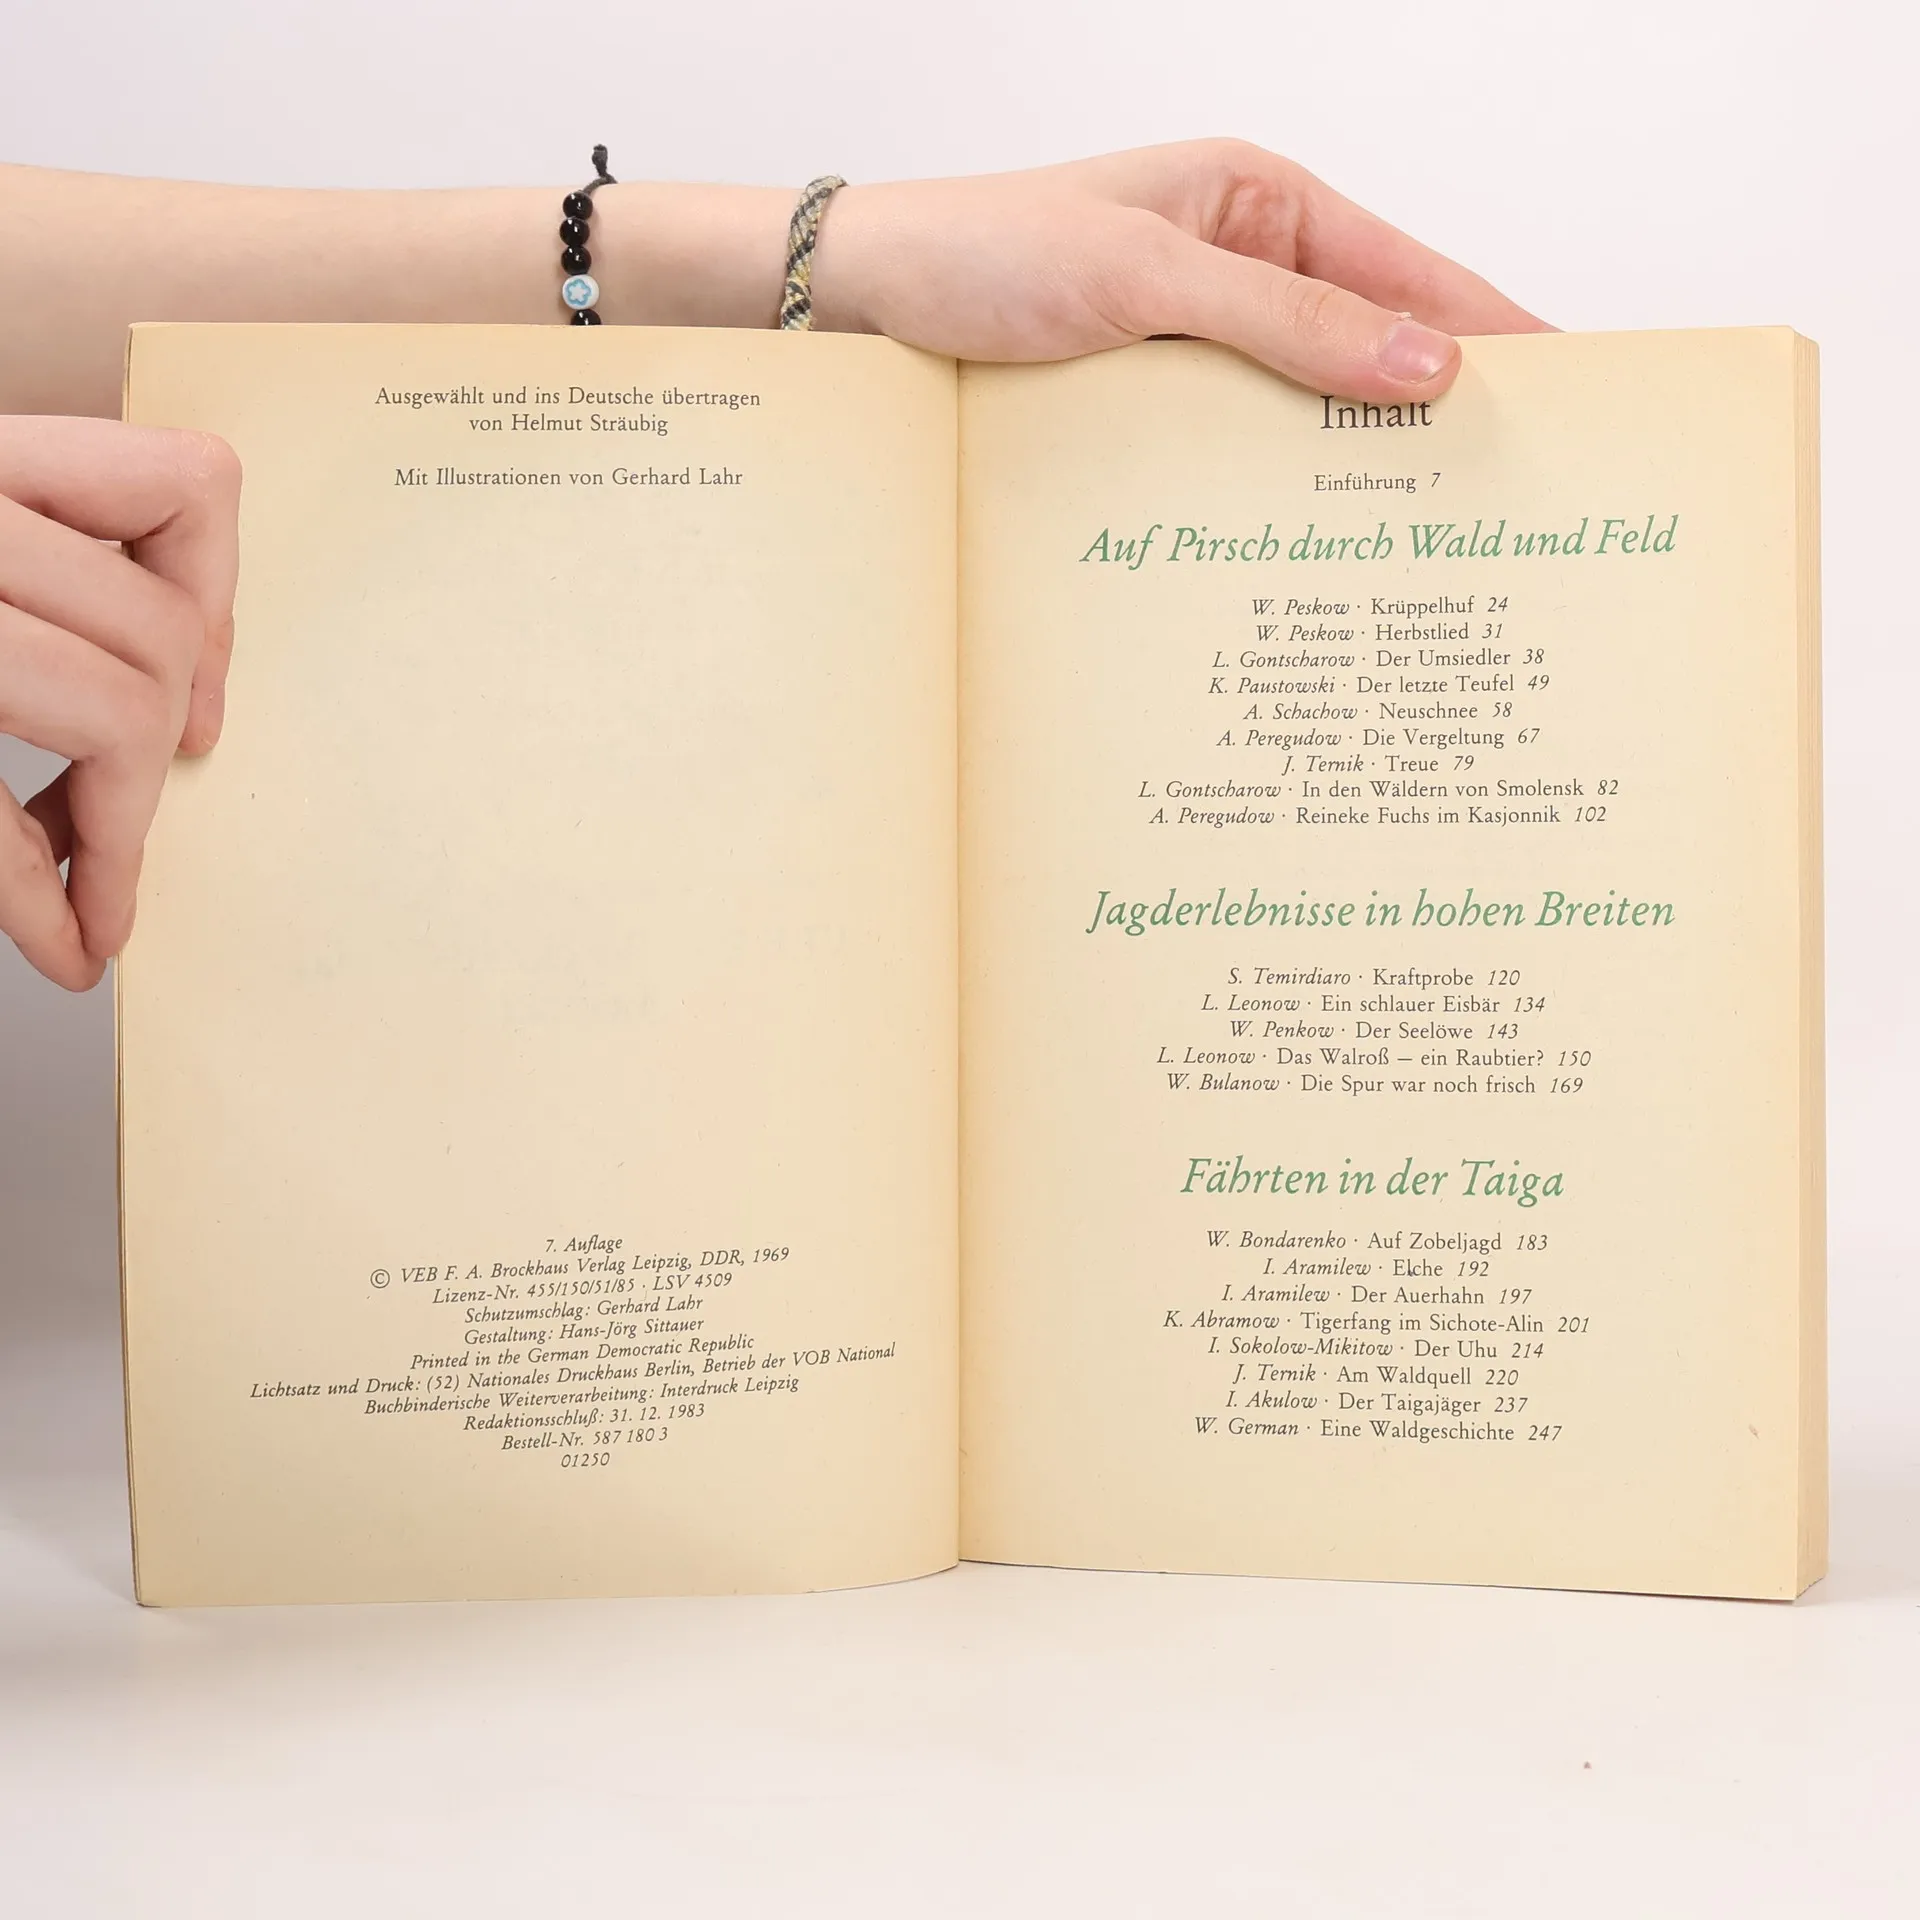 Ausgewählt und ins Deutsche übertragen
von Helmut Sträubig
Mit Illustrationen von Gerhard Lahr
7. Auflage
© VEB F. A. Brockhaus Verlag Leipzig, DDR, 1969
Lizenz-Nr. 455/150/51/85 · LSV 4509
Schutzumschlag: Gerhard Lahr
Gestaltung: Hans-Jörg Sittauer
Printed in the German Democratic Republic
Lichtsatz und Druck: (52) Nationales Druckhaus Berlin, Betrieb der VOB National
Buchbinderische Weiterverarbeitung: Interdruck Leipzig
Redaktionsschluß: 31. 12. 1983
Bestell-Nr. 587 180 3
01250
Inhalt
Einführung 7
Auf Pirsch durch Wald und Feld
W. Peskow · Krüppelhuf 24
W. Peskow · Herbstlied 31
L. Gontscharow · Der Umsiedler 38
K. Paustowski · Der letzte Teufel 49
A. Schachow · Neuschnee 58
A. Peregudow · Die Vergeltung 67
J. Ternik · Treue 79
L. Gontscharow · In den Wäldern von Smolensk 82
A. Peregudow · Reineke Fuchs im Kasjonnik 102
Jagderlebnisse in hohen Breiten
S. Temirdiaro · Kraftprobe 120
L. Leonow · Ein schlauer Eisbär 134
W. Penkow · Der Seelöwe 143
L. Leonow · Das Walroß — ein Raubtier? 150
W. Bulanow · Die Spur war noch frisch 169
Fährten in der Taiga
W. Bondarenko · Auf Zobeljagd 183
I. Aramilew · Elche 192
I. Aramilew · Der Auerhahn 197
K. Abramow · Tigerfang im Sichote-Alin 201
I. Sokolow-Mikitow · Der Uhu 214
J. Ternik · Am Waldquell 220
I. Akulow · Der Taigajäger 237
W. German · Eine Waldgeschichte 247